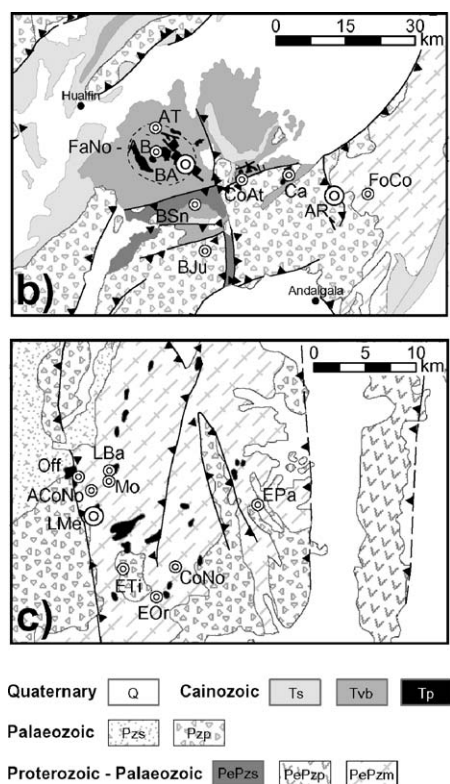 0 12 30
km
Hualfin
AT
FaNo - AB
BA
CoAt
Ca
AR
FoCo
BSn
BJu
Andalgala
b)
0 5 10
km
Off
LBa
ACoNo
Mo
LMe
EPa
ETi
CoNo
EOr
c)
Quaternary Q Cainozoic Ts Tvb Tp
Palaeozoic Pzs Pzp
Proterozoic - Palaeozoic PePzs PePzp PePzm